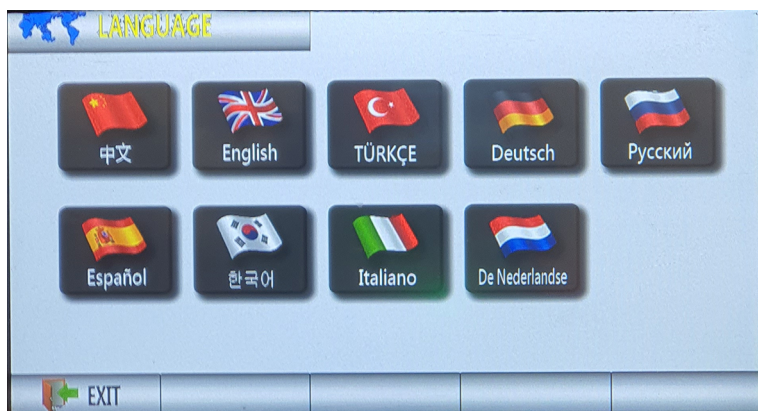 LANGUAGE
中文
English
TÜRKÇE
Deutsch
Русский
Español
한국어
Italiano
De Nederlandse
EXIT